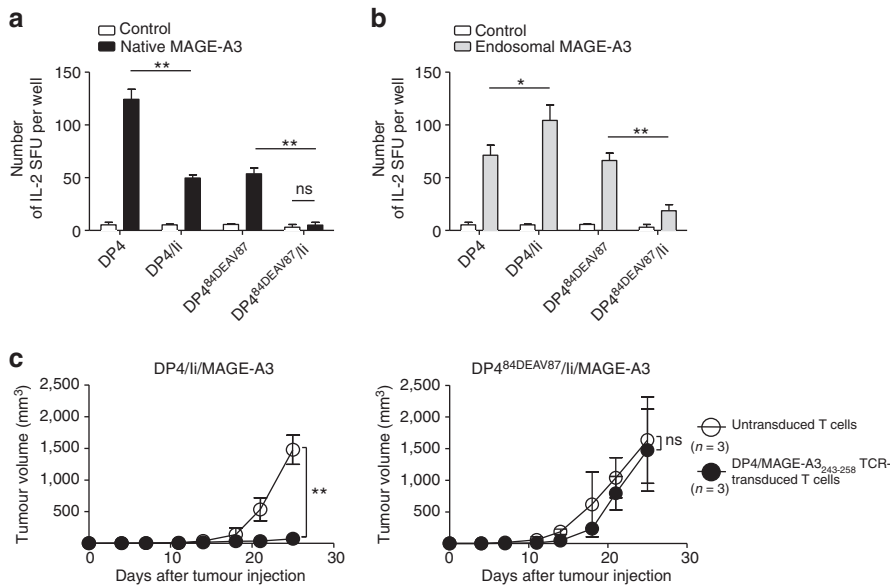 a
Control
Native MAGE-A3
Number
of IL-2 SFU per well
150
100
50
0
**
**
ns
DP4
DP4/Ii
DP4^84DEAV87
DP4^84DEAV87/Ii
b
Control
Endosomal MAGE-A3
Number
of IL-2 SFU per well
150
100
50
0
*
**
DP4
DP4/Ii
DP4^84DEAV87
DP4^84DEAV87/Ii
c
DP4/Ii/MAGE-A3
Tumour volume (mm³)
2,500
2,000
1,500
1,000
500
**
0 10 20 30
Days after tumour injection
DP4^84DEAV87/Ii/MAGE-A3
Tumour volume (mm³)
2,500
2,000
1,500
1,000
500
ns
0 10 20 30
Days after tumour injection
Untransduced T cells
(n = 3)
DP4/MAGE-A3₂₄₃₋₂₅₈ TCR-
transduced T cells
(n = 3)